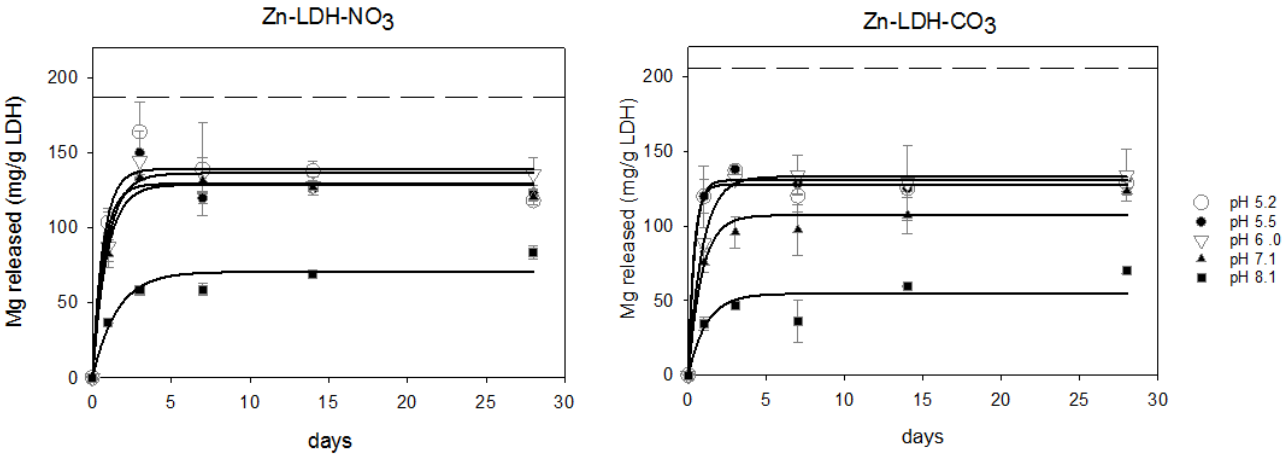 Zn-LDH-NO3
Mg released (mg/g LDH)
200
150
100
50
0
0 5 10 15 20 25 30
days
Zn-LDH-CO3
Mg released (mg/g LDH)
200
150
100
50
0
0 5 10 15 20 25 30
days
pH 5.2
pH 5.5
pH 6 .0
pH 7.1
pH 8.1